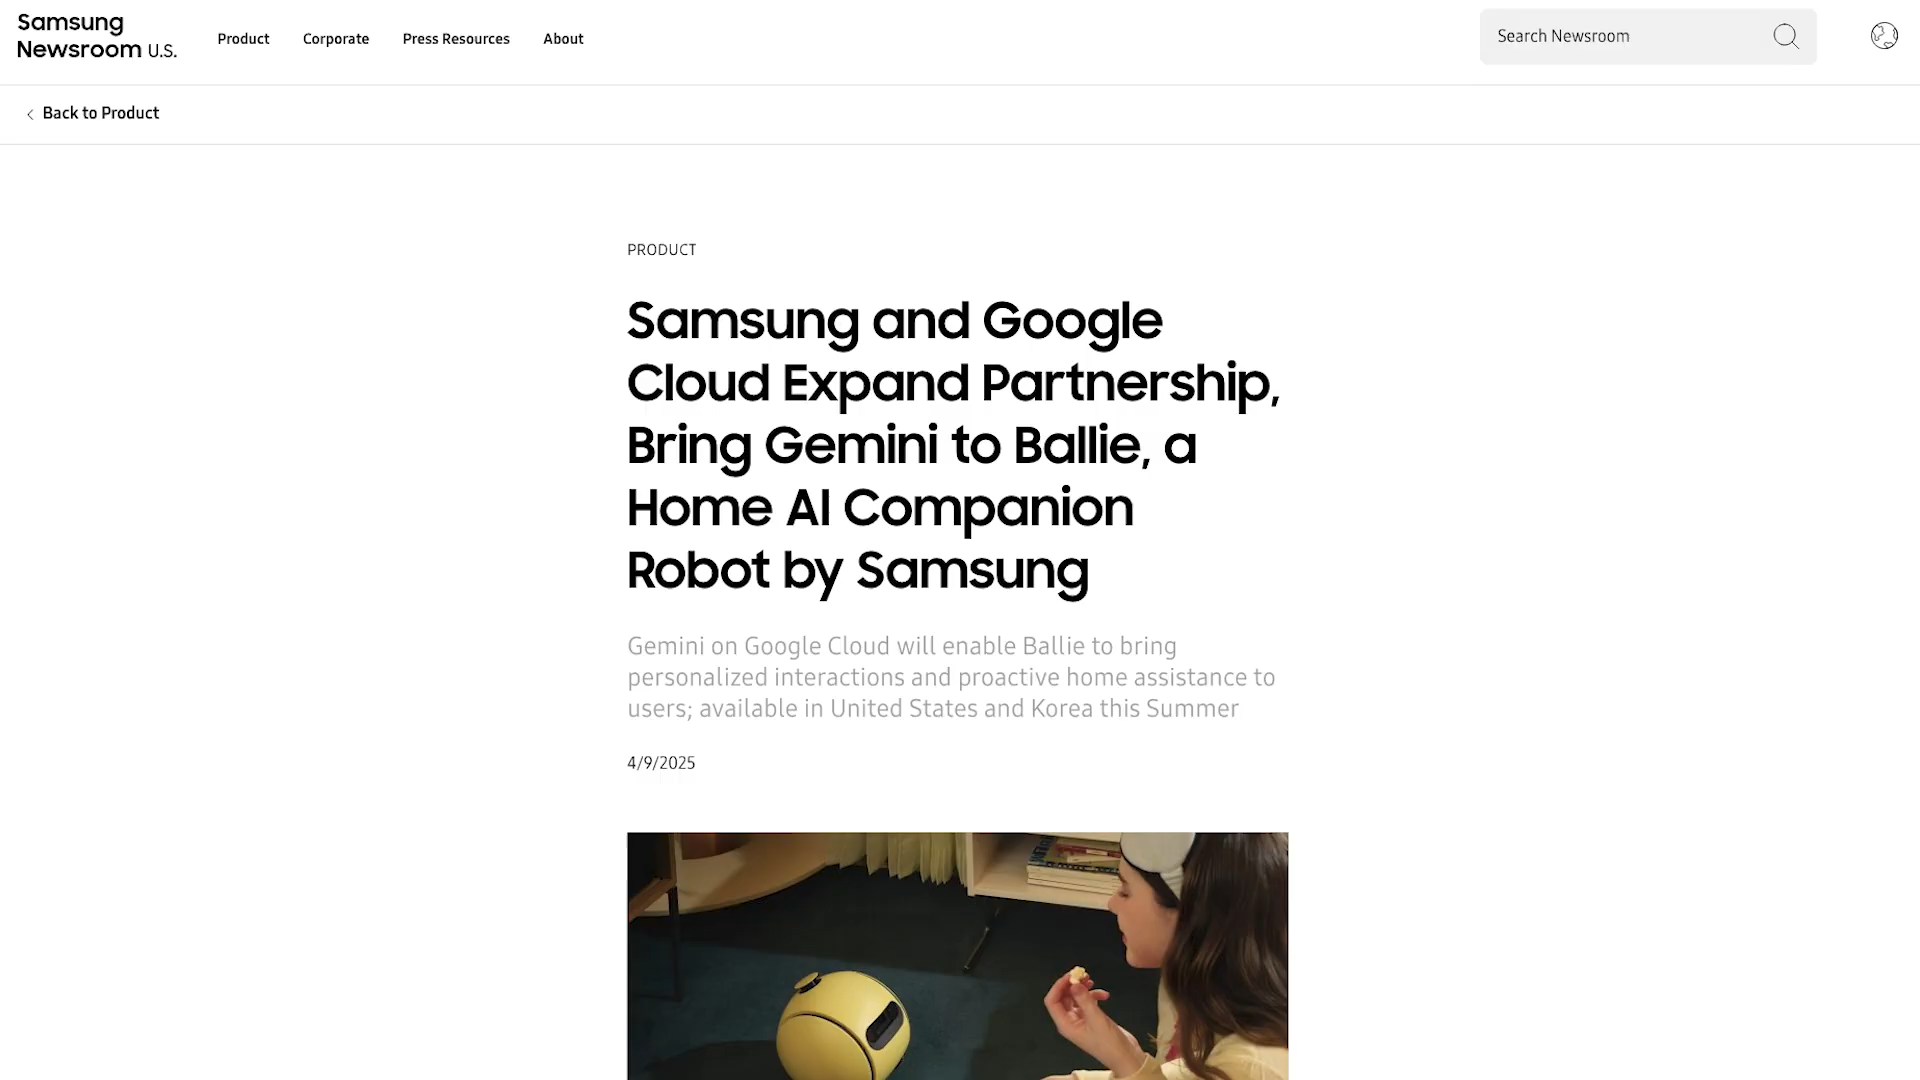 Samsung
Newsroom U.S.
Product
Corporate
Press Resources
About
Search Newsroom
Back to Product
PRODUCT
Samsung and Google
Cloud Expand Partnership,
Bring Gemini to Ballie, a
Home AI Companion
Robot by Samsung
Gemini on Google Cloud will enable Ballie to bring
personalized interactions and proactive home assistance to
users; available in United States and Korea this Summer
4/9/2025